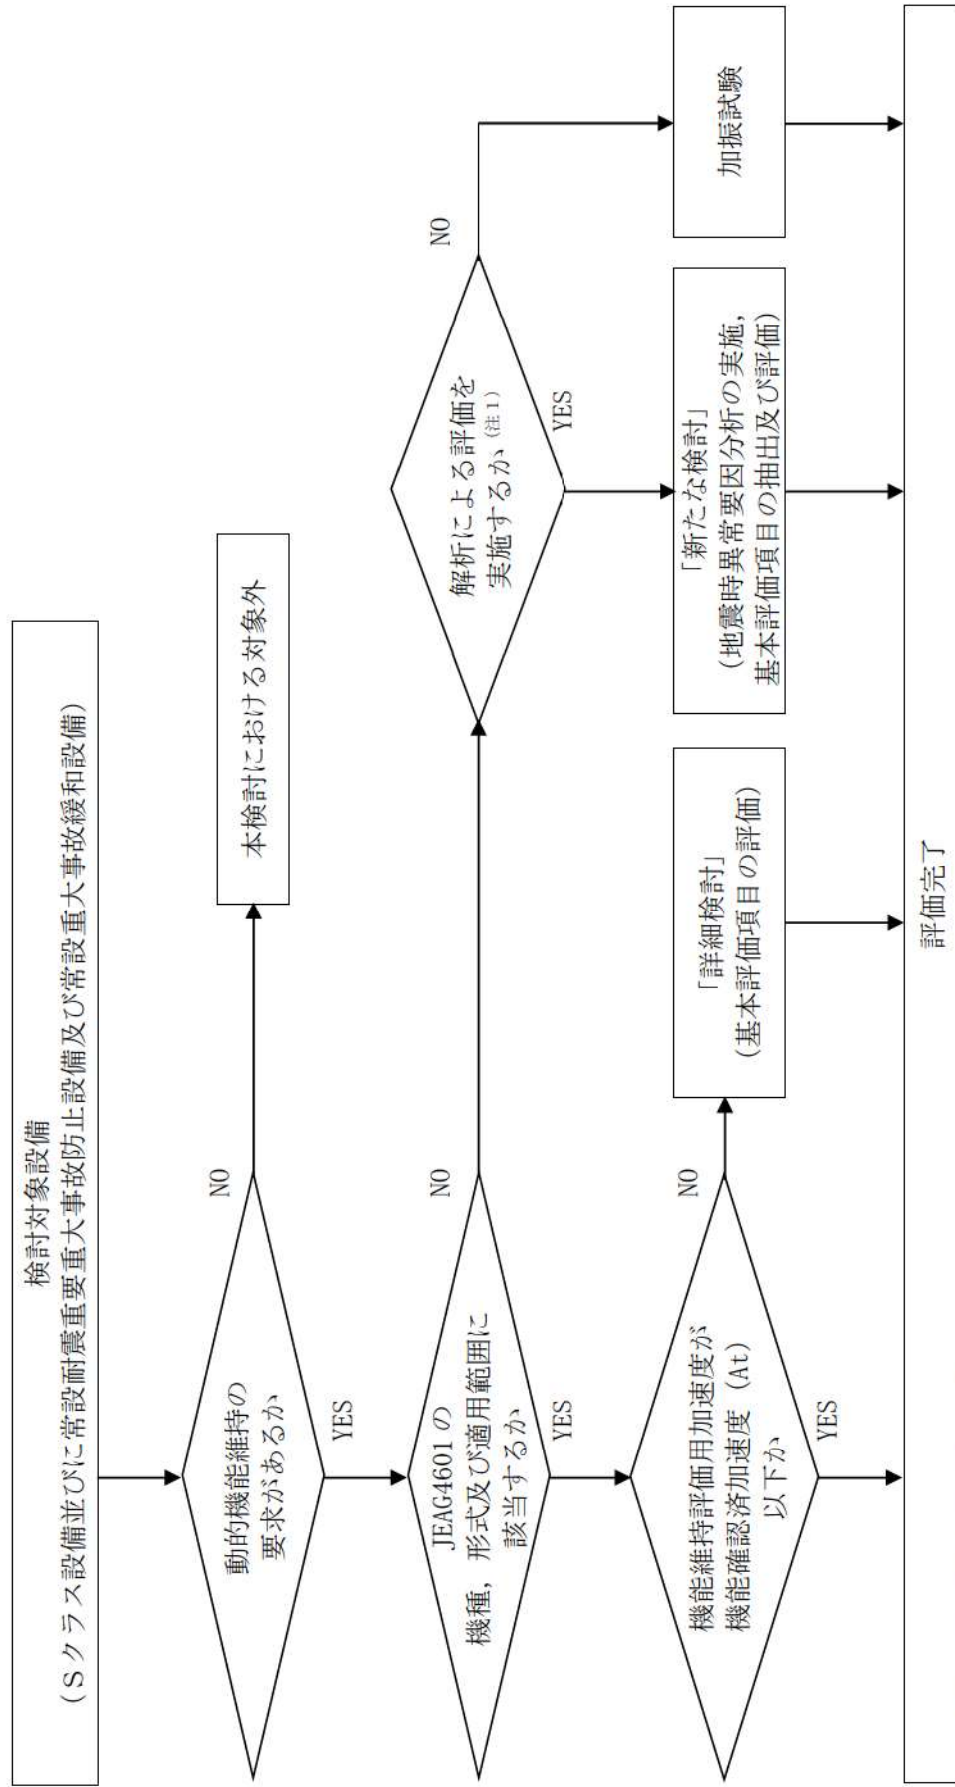 検討対象設備
(Sクラス設備並びに常設耐震重要重大事故防止設備及び常設重大事故緩和設備)
動的機能維持の
要求があるか
NO
YES
本検討における対象外
JEAG4601の
機種，形式及び適用範囲に
該当するか
NO
YES
解析による評価を
実施するか(注1)
NO
YES
機能維持評価用加速度が
機能確認済加速度（At）
以下か
NO
YES
「詳細検討」
(基本評価項目の評価)
「新たな検討」
(地震時異常要因分析の実施，
基本評価項目の抽出及び評価)
加振試験
評価完了